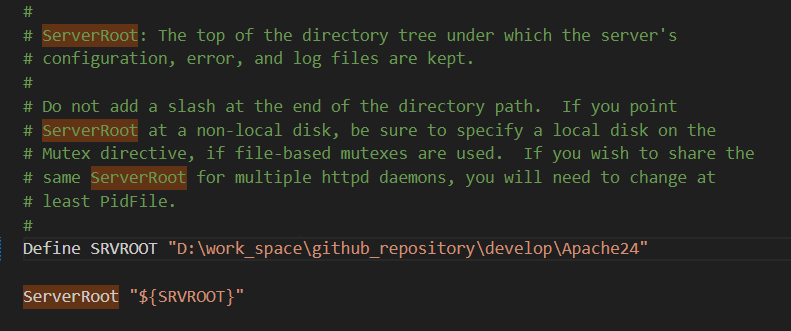 #
# ServerRoot: The top of the directory tree under which the server's
# configuration, error, and log files are kept.
#
# Do not add a slash at the end of the directory path.  If you point
# ServerRoot at a non-local disk, be sure to specify a local disk on the
# Mutex directive, if file-based mutexes are used.  If you wish to share the
# same ServerRoot for multiple httpd daemons, you will need to change at
# least PidFile.
#
Define SRVROOT "D:\work_space\github_repository\develop\Apache24"
ServerRoot "${SRVROOT}"